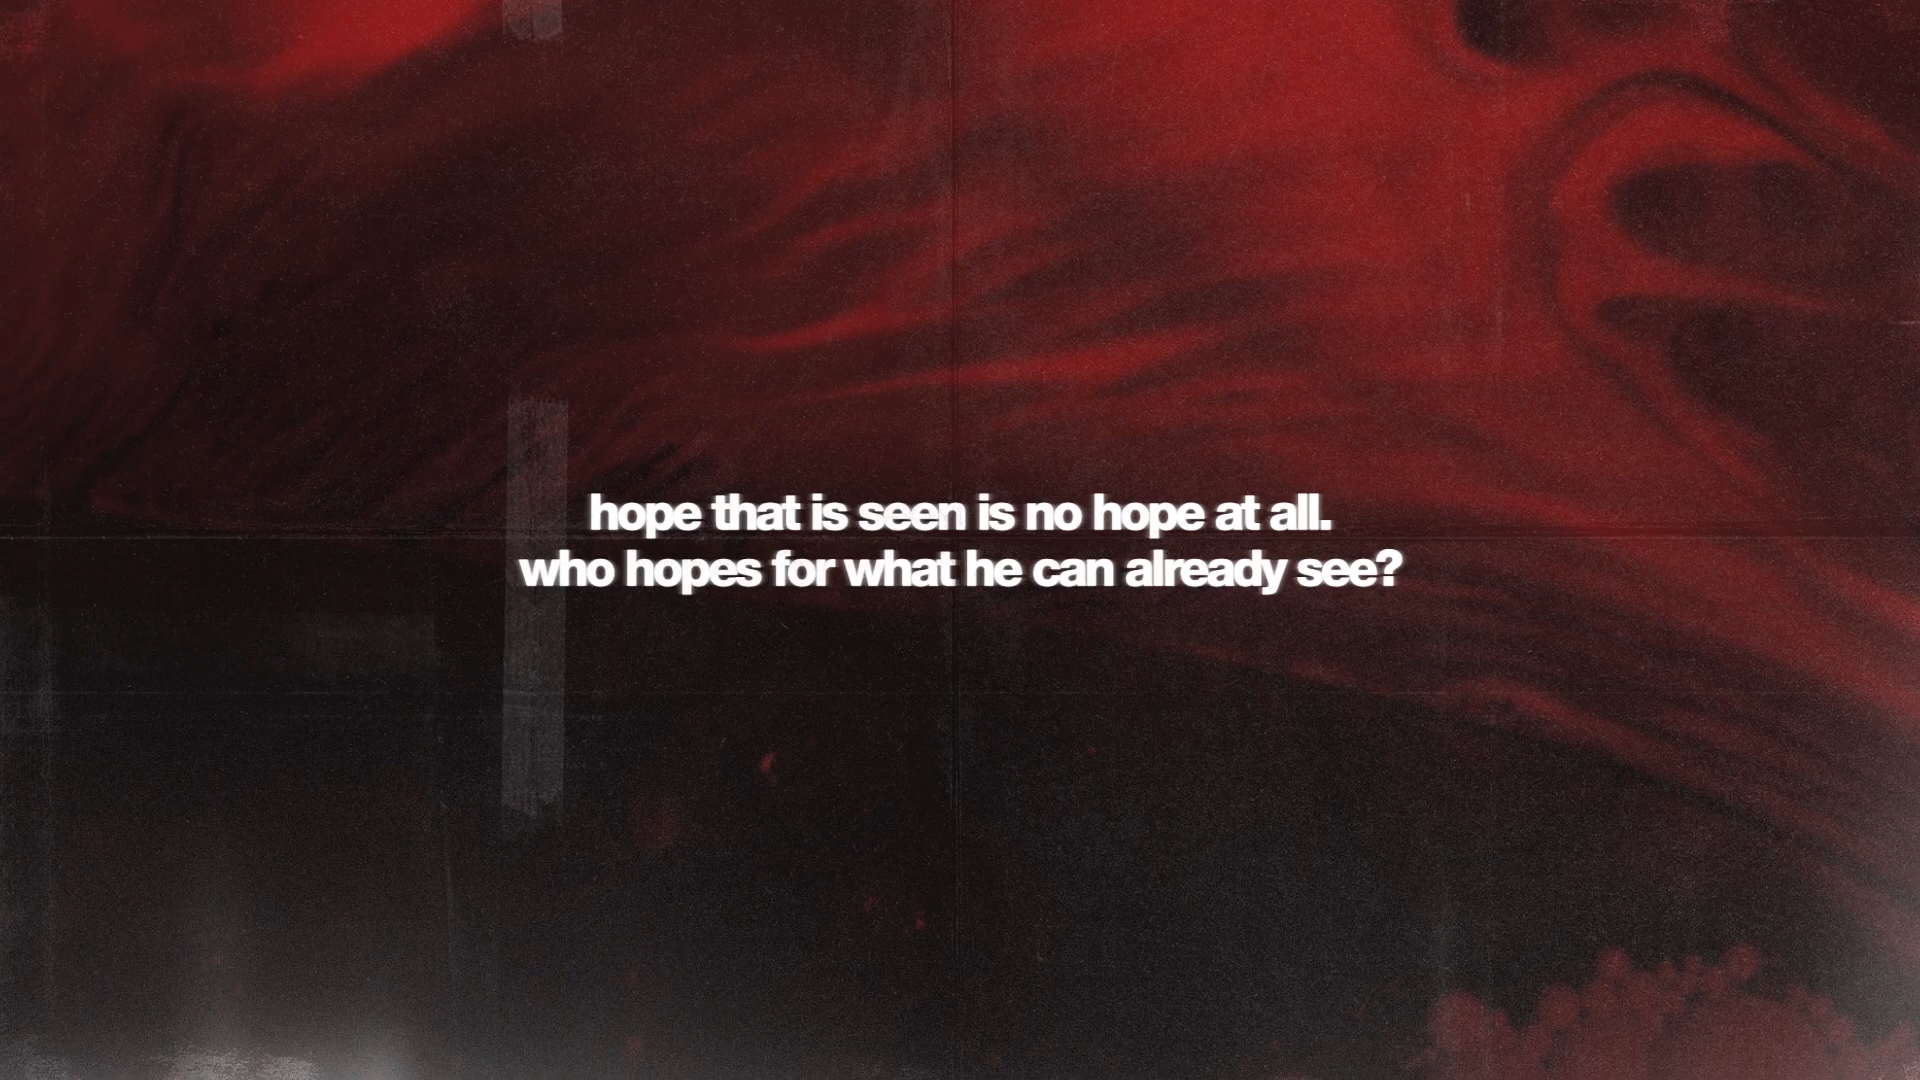 hope that is seen is no hope at all.
who hopes for what he can already see?